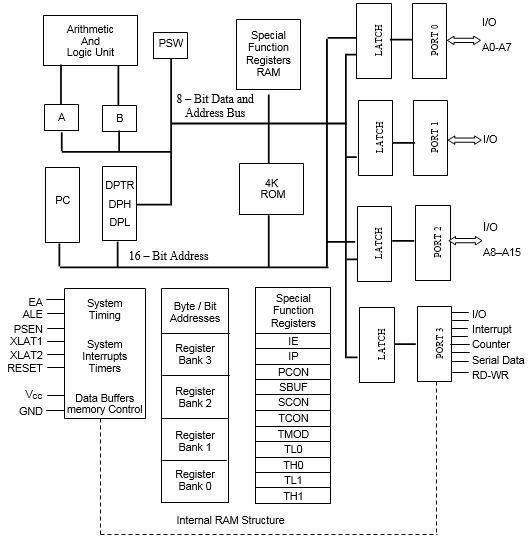 Arithmetic
And
Logic Unit
PSW
Special
Function
Registers
RAM
LATCH
PORT 0
I/O
A0-A7
A
B
8 – Bit Data and
Address Bus
LATCH
PORT 1
I/O
PC
DPTR
DPH
DPL
4K
ROM
LATCH
PORT 2
I/O
A8–A15
16 – Bit Address
EA
ALE
PSEN
XLAT1
XLAT2
RESET
Vcc
GND
System
Timing
System
Interrupts
Timers
Data Buffers
memory Control
Byte / Bit
Addresses
Register
Bank 3
Register
Bank 2
Register
Bank 1
Register
Bank 0
Special
Function
Registers
IE
IP
PCON
SBUF
SCON
TCON
TMOD
TL0
TH0
TL1
TH1
LATCH
PORT 3
I/O
Interrupt
Counter
Serial Data
RD-WR
Internal RAM Structure